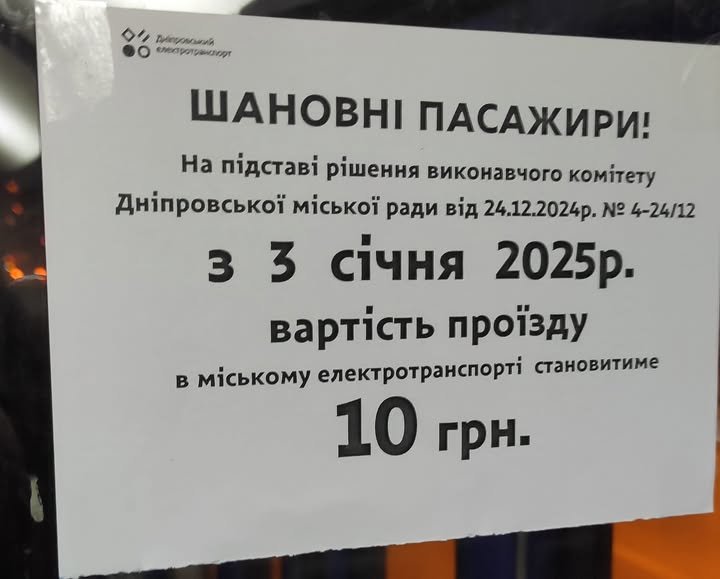 Дніпровський
електротранспорт
ШАНОВНІ ПАСАЖИРИ!
На підставі рішення виконавчого комітету
Дніпровської міської ради від 24.12.2024р. № 4-24/12
з 3 січня 2025р.
вартість проїзду
в міському електротранспорті становитиме
10 грн.